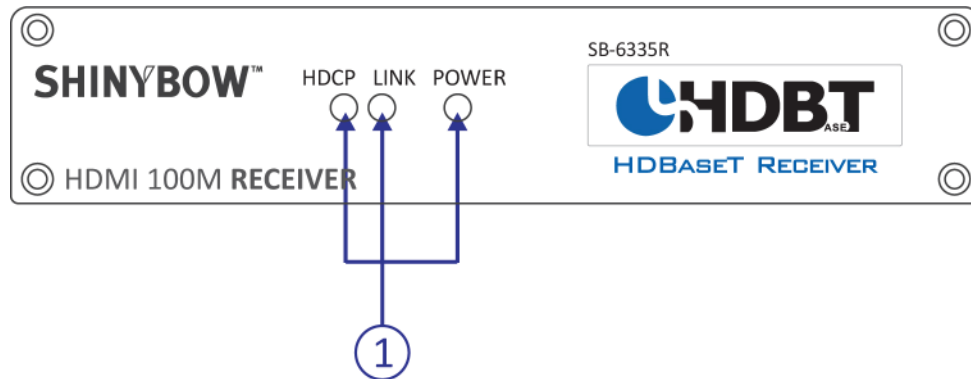 SB-6335R
SHINYBOW™
HDCP LINK POWER
HDBT
ASE
HDBASET RECEIVER
HDMI 100M RECEIVER
1